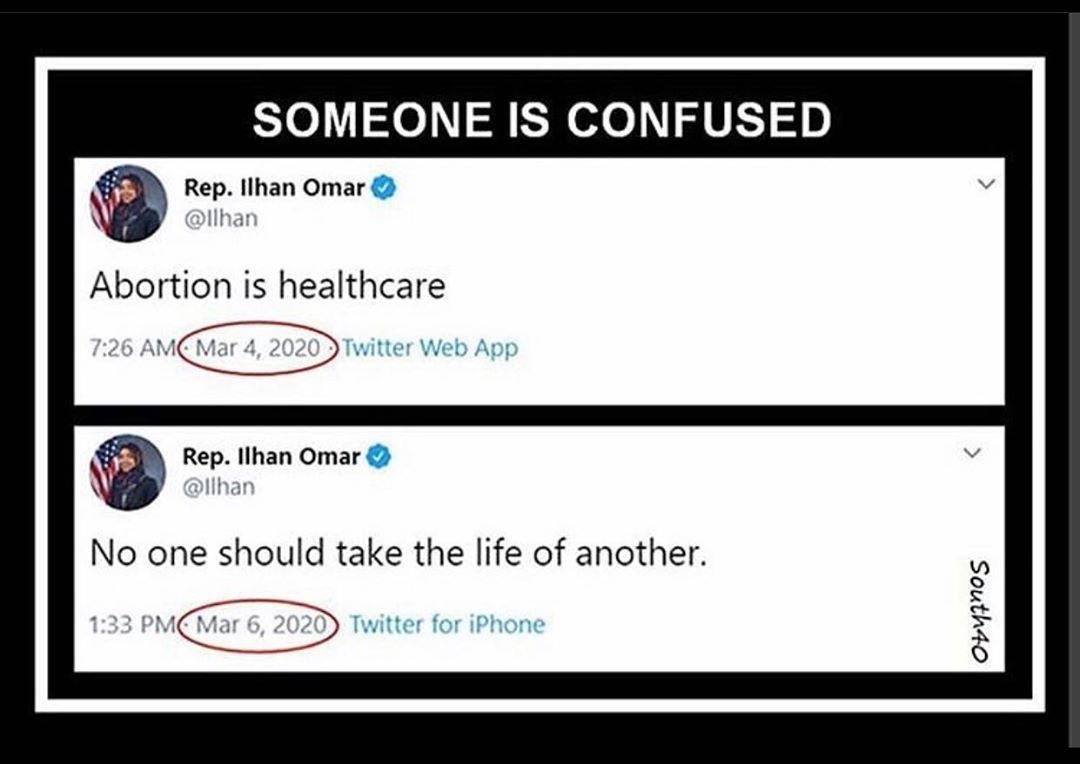 SOMEONE IS CONFUSED
Rep. Ilhan Omar
@Ilhan
Abortion is healthcare
7:26 AM · Mar 4, 2020 · Twitter Web App
Rep. Ilhan Omar
@Ilhan
No one should take the life of another.
1:33 PM · Mar 6, 2020 Twitter for iPhone
South40